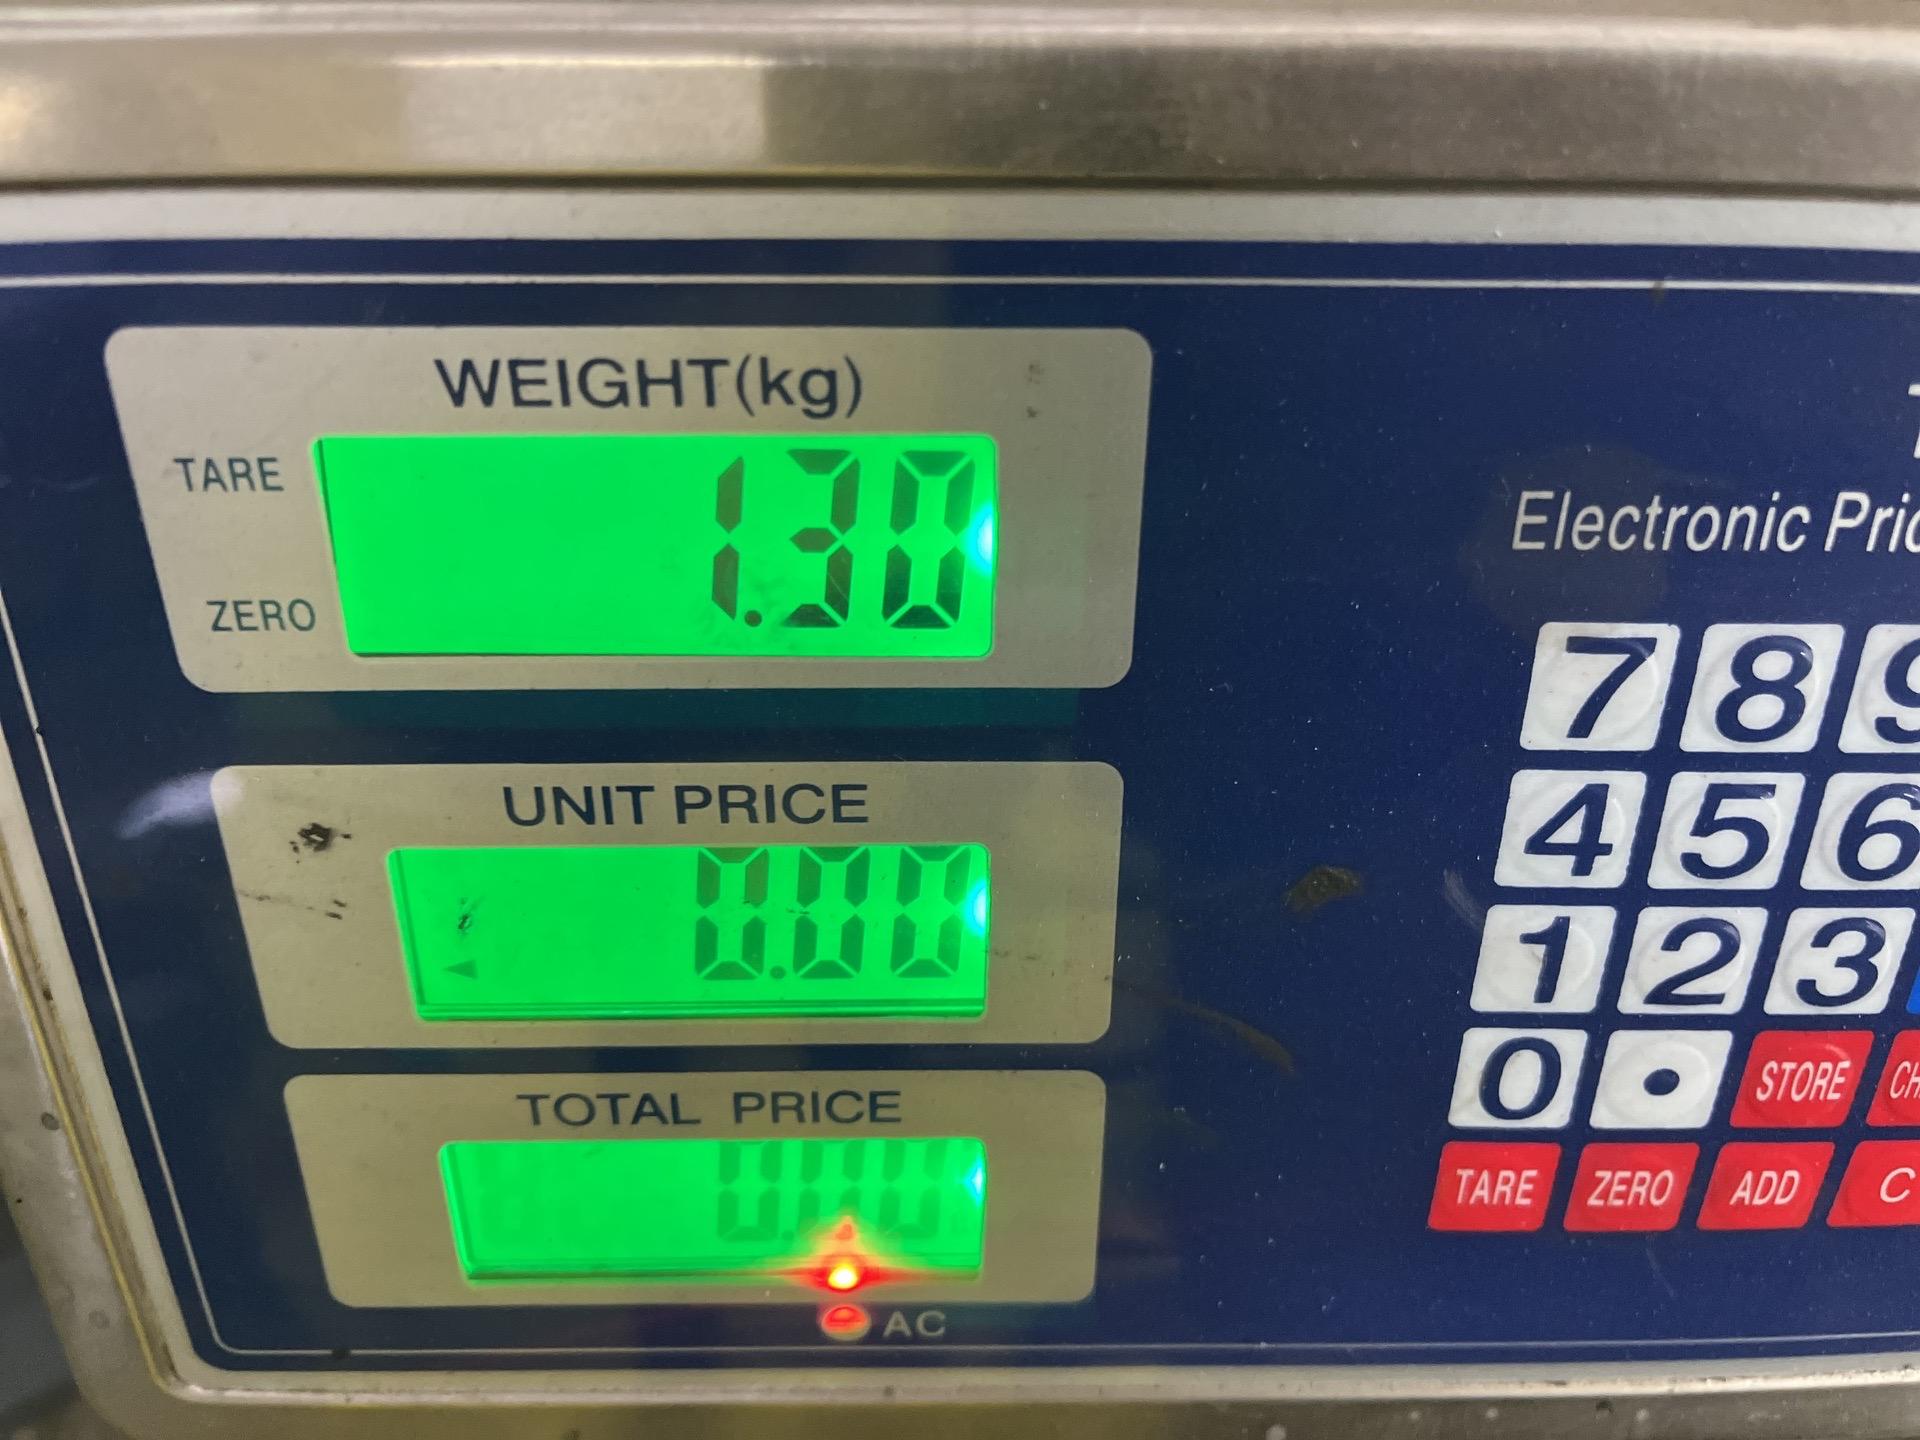 WEIGHT(kg)
TARE
1.30
ZERO
Electronic
UNIT PRICE
0.00
TOTAL PRICE
0.00
AC
7 8 9
4 5 6
1 2 3
0 . STORE
TARE ZERO ADD